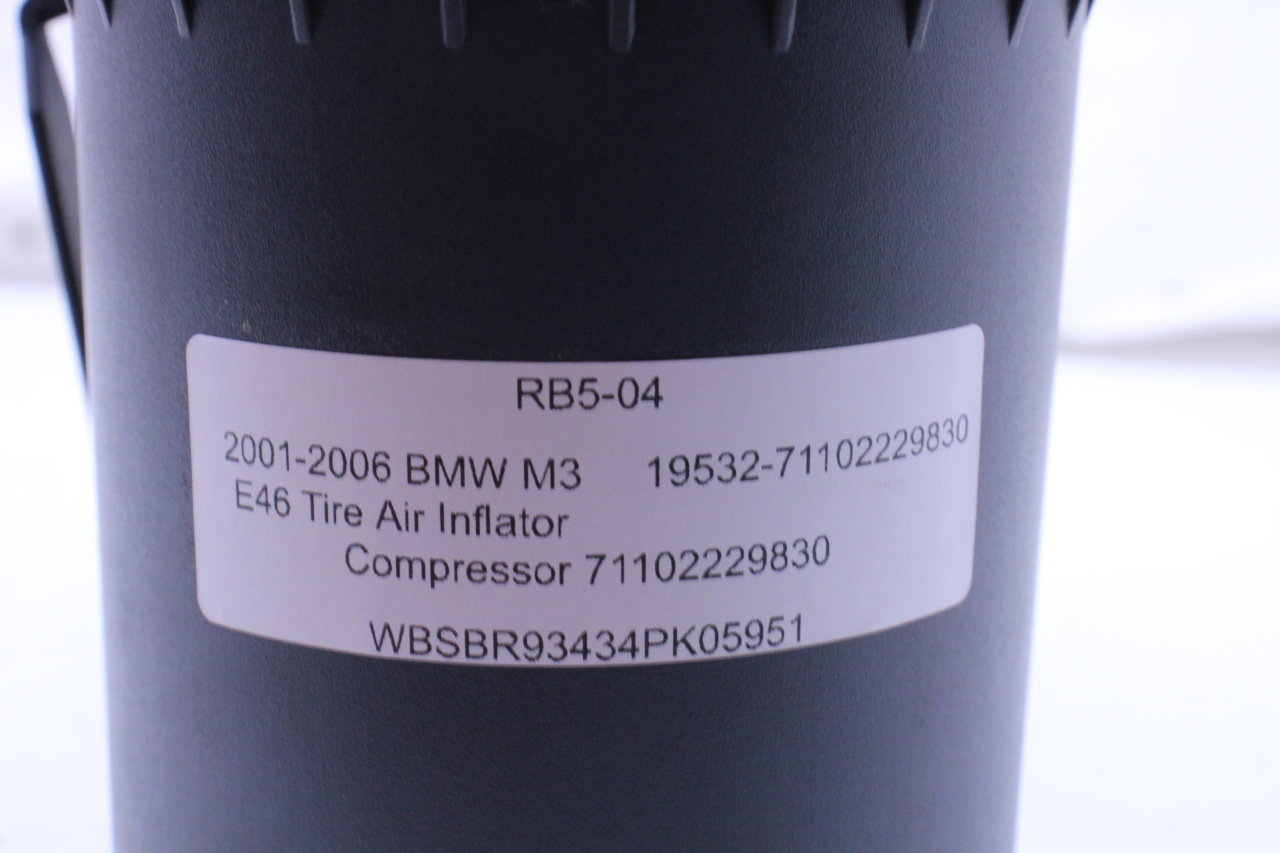 RB5-04
2001-2006 BMW M3 19532-71102229830
E46 Tire Air Inflator
Compressor 71102229830
WBSBR93434PK05951